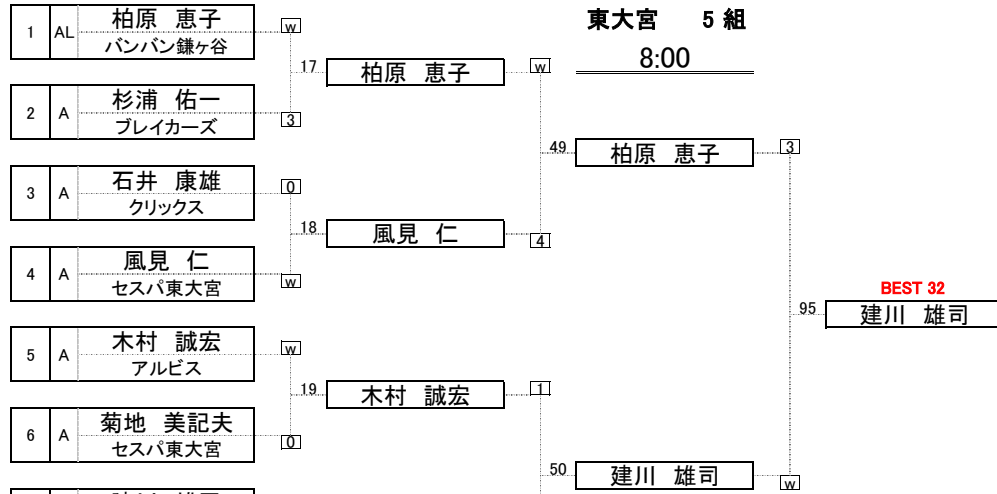 東大宮 5 組
8:00
1 AL 柏原 恵子 W
バンバン鎌ヶ谷
17 柏原 恵子 W
2 A 杉浦 佑一
ブレイカーズ 3
49 柏原 恵子 3
3 A 石井 康雄 0
クリックス
18 風見 仁 4
4 A 風見 仁
セスパ東大宮 W
BEST 32
95 建川 雄司
5 A 木村 誠宏 W
アルビス
19 木村 誠宏 1
6 A 菊地 美記夫
セスパ東大宮 0
50 建川 雄司 W